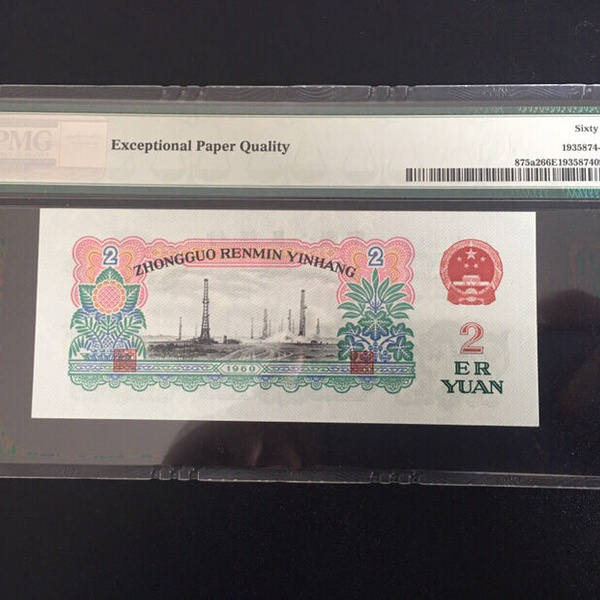 PMG
Exceptional Paper Quality
Sixty
1935874-
875a266E19358740
2
2
ZHONGGUO RENMIN YINHANG
2
ER
YUAN
1960